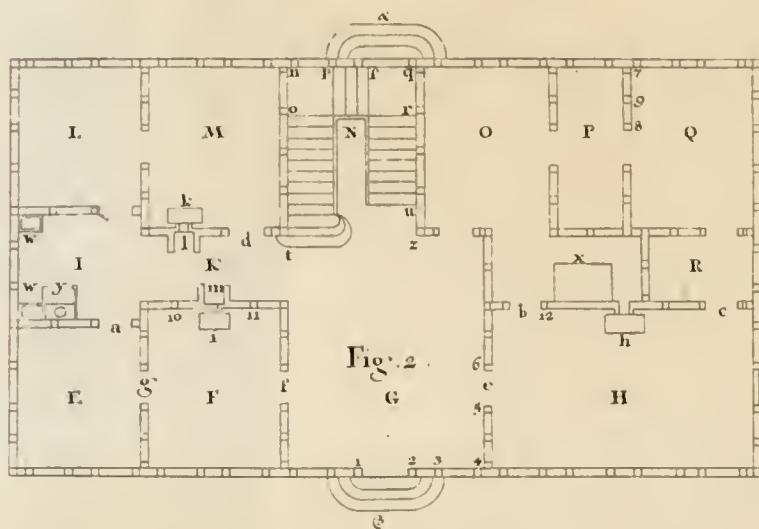 α
n p f q 7
o r 9
L M N O P 8 Q
k u
w l d t z
I K x R
w y m
a 10 11 b 12 c
i h
Fig. 2 6
g f e
E F G H
5
1 2 3 4
β